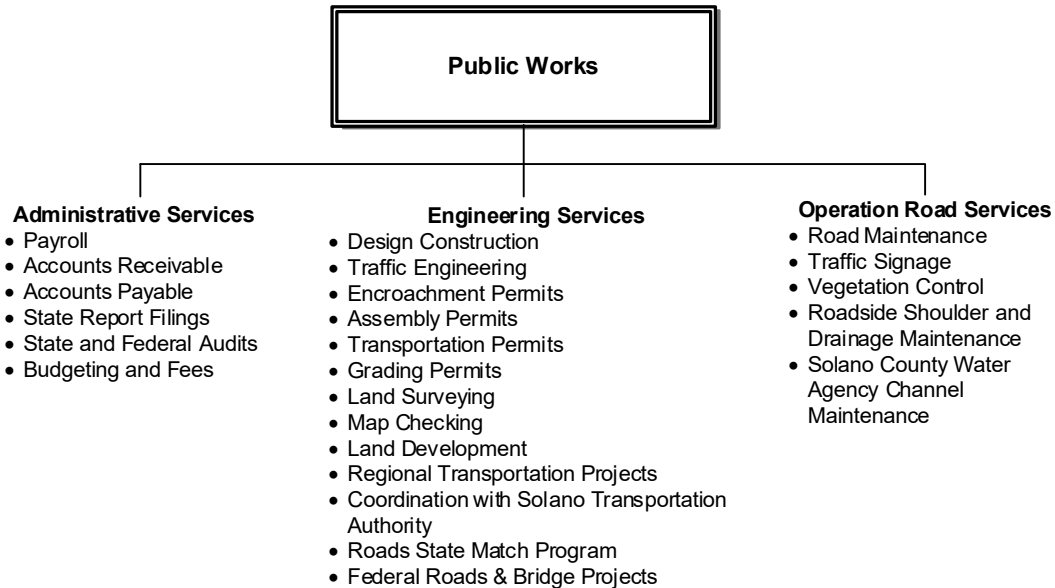 Public Works
Administrative Services
• Payroll
• Accounts Receivable
• Accounts Payable
• State Report Filings
• State and Federal Audits
• Budgeting and Fees
Engineering Services
• Design Construction
• Traffic Engineering
• Encroachment Permits
• Assembly Permits
• Transportation Permits
• Grading Permits
• Land Surveying
• Map Checking
• Land Development
• Regional Transportation Projects
• Coordination with Solano Transportation
Authority
• Roads State Match Program
• Federal Roads & Bridge Projects
Operation Road Services
• Road Maintenance
• Traffic Signage
• Vegetation Control
• Roadside Shoulder and
Drainage Maintenance
• Solano County Water
Agency Channel
Maintenance